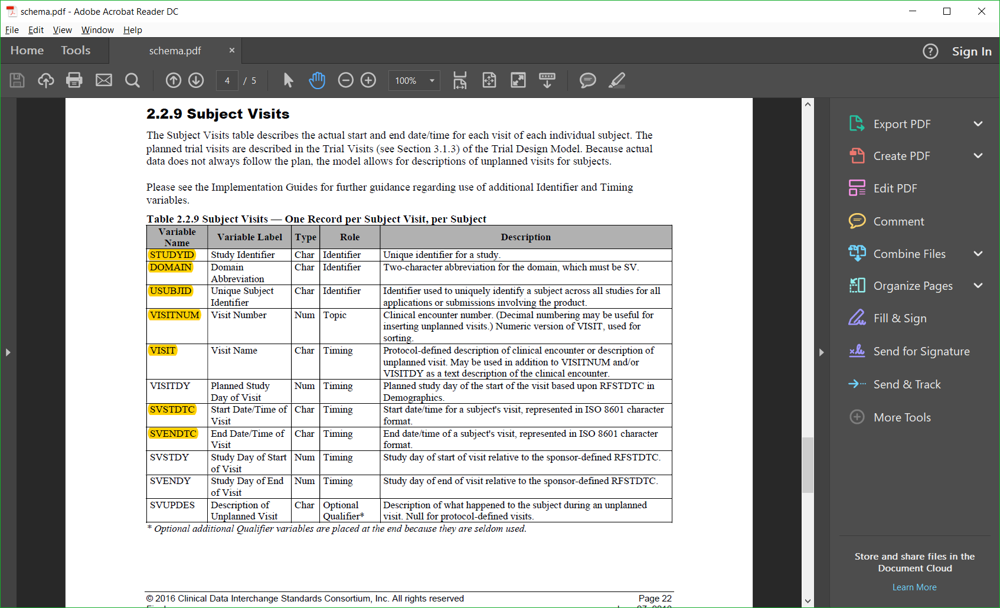 schema.pdf - Adobe Acrobat Reader DC
File Edit View Window Help
Home Tools schema.pdf × ? Sign In
4 / 5 100%
2.2.9 Subject Visits
The Subject Visits table describes the actual start and end date/time for each visit of each individual subject. The
planned trial visits are described in the Trial Visits (see Section 3.1.3) of the Trial Design Model. Because actual
data does not always follow the plan, the model allows for descriptions of unplanned visits for subjects.
Please see the Implementation Guides for further guidance regarding use of additional Identifier and Timing
variables.
Table 2.2.9 Subject Visits — One Record per Subject Visit, per Subject
Variable
Name Variable Label Type Role Description
STUDYID Study Identifier Char Identifier Unique identifier for a study.
DOMAIN Domain Char Identifier Two-character abbreviation for the domain, which must be SV.
Abbreviation
USUBJID Unique Subject Char Identifier Identifier used to uniquely identify a subject across all studies for all
Identifier applications or submissions involving the product.
VISITNUM Visit Number Num Topic Clinical encounter number. (Decimal numbering may be useful for
inserting unplanned visits.) Numeric version of VISIT, used for
sorting.
VISIT Visit Name Char Timing Protocol-defined description of clinical encounter or description of
unplanned visit. May be used in addition to VISITNUM and/or
VISITDY as a text description of the clinical encounter.
VISITDY Planned Study Num Timing Planned study day of the start of the visit based upon RFSTDTC in
Day of Visit Demographics.
SVSTDTC Start Date/Time of Char Timing Start date/time for a subject's visit, represented in ISO 8601 character
Visit format.
SVENDTC End Date/Time of Char Timing End date/time of a subject's visit, represented in ISO 8601 character
Visit format.
SVSTDY Study Day of Start Num Timing Study day of start of visit relative to the sponsor-defined RFSTDTC.
of Visit
SVENDY Study Day of End Num Timing Study day of end of visit relative to the sponsor-defined RFSTDTC.
of Visit
SVUPDES Description of Char Optional Description of what happened to the subject during an unplanned
Unplanned Visit Qualifier* visit. Null for protocol-defined visits.
* Optional additional Qualifier variables are placed at the end because they are seldom used.
© 2016 Clinical Data Interchange Standards Consortium, Inc. All rights reserved Page 22
Export PDF
Create PDF
Edit PDF
Comment
Combine Files
Organize Pages
Fill & Sign
Send for Signature
Send & Track
More Tools
Store and share files in the
Document Cloud
Learn More